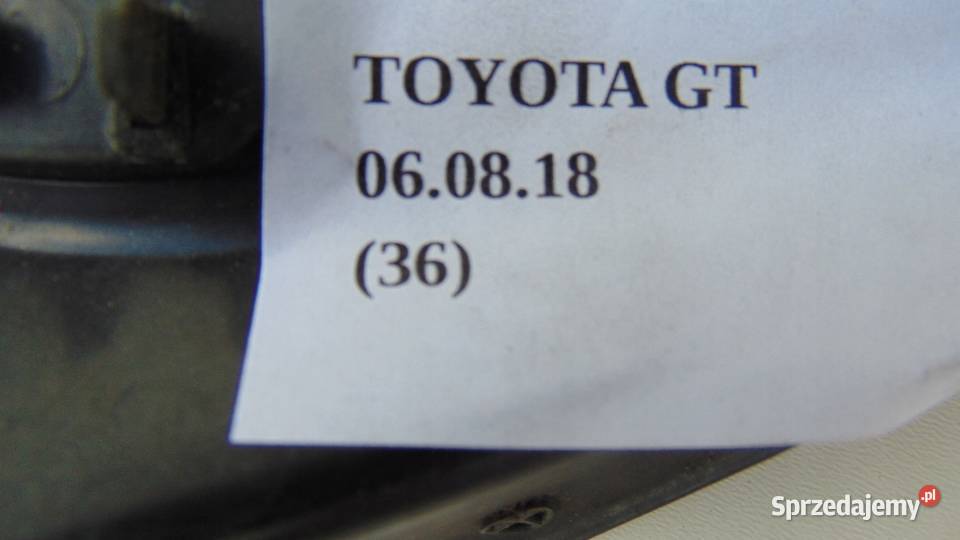 TOYOTA GT
06.08.18
(36)
Sprzedajemy.pl